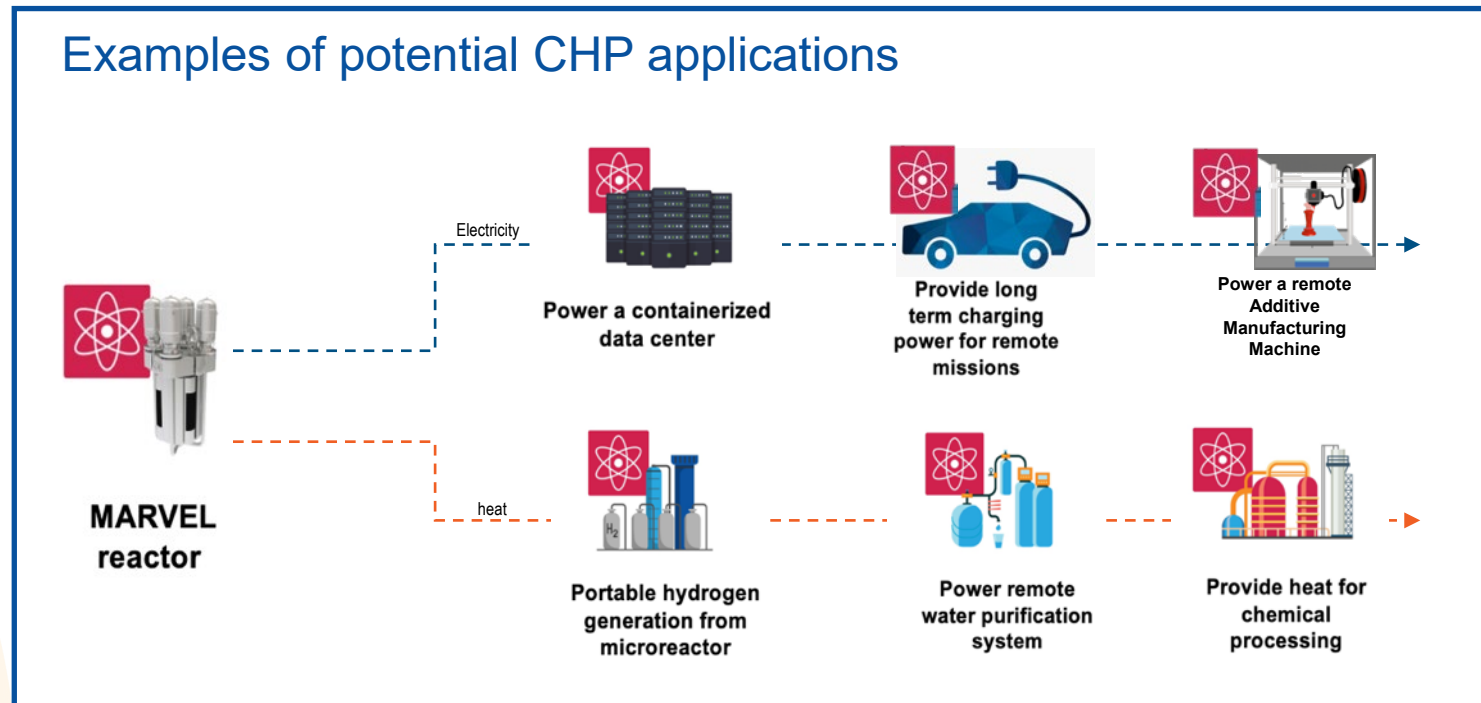 Examples of potential CHP applications
Electricity
Power a containerized
data center
Provide long
term charging
power for remote
missions
Power a remote
Additive
Manufacturing
Machine
MARVEL
reactor
heat
H2
Portable hydrogen
generation from
microreactor
Power remote
water purification
system
Provide heat for
chemical
processing